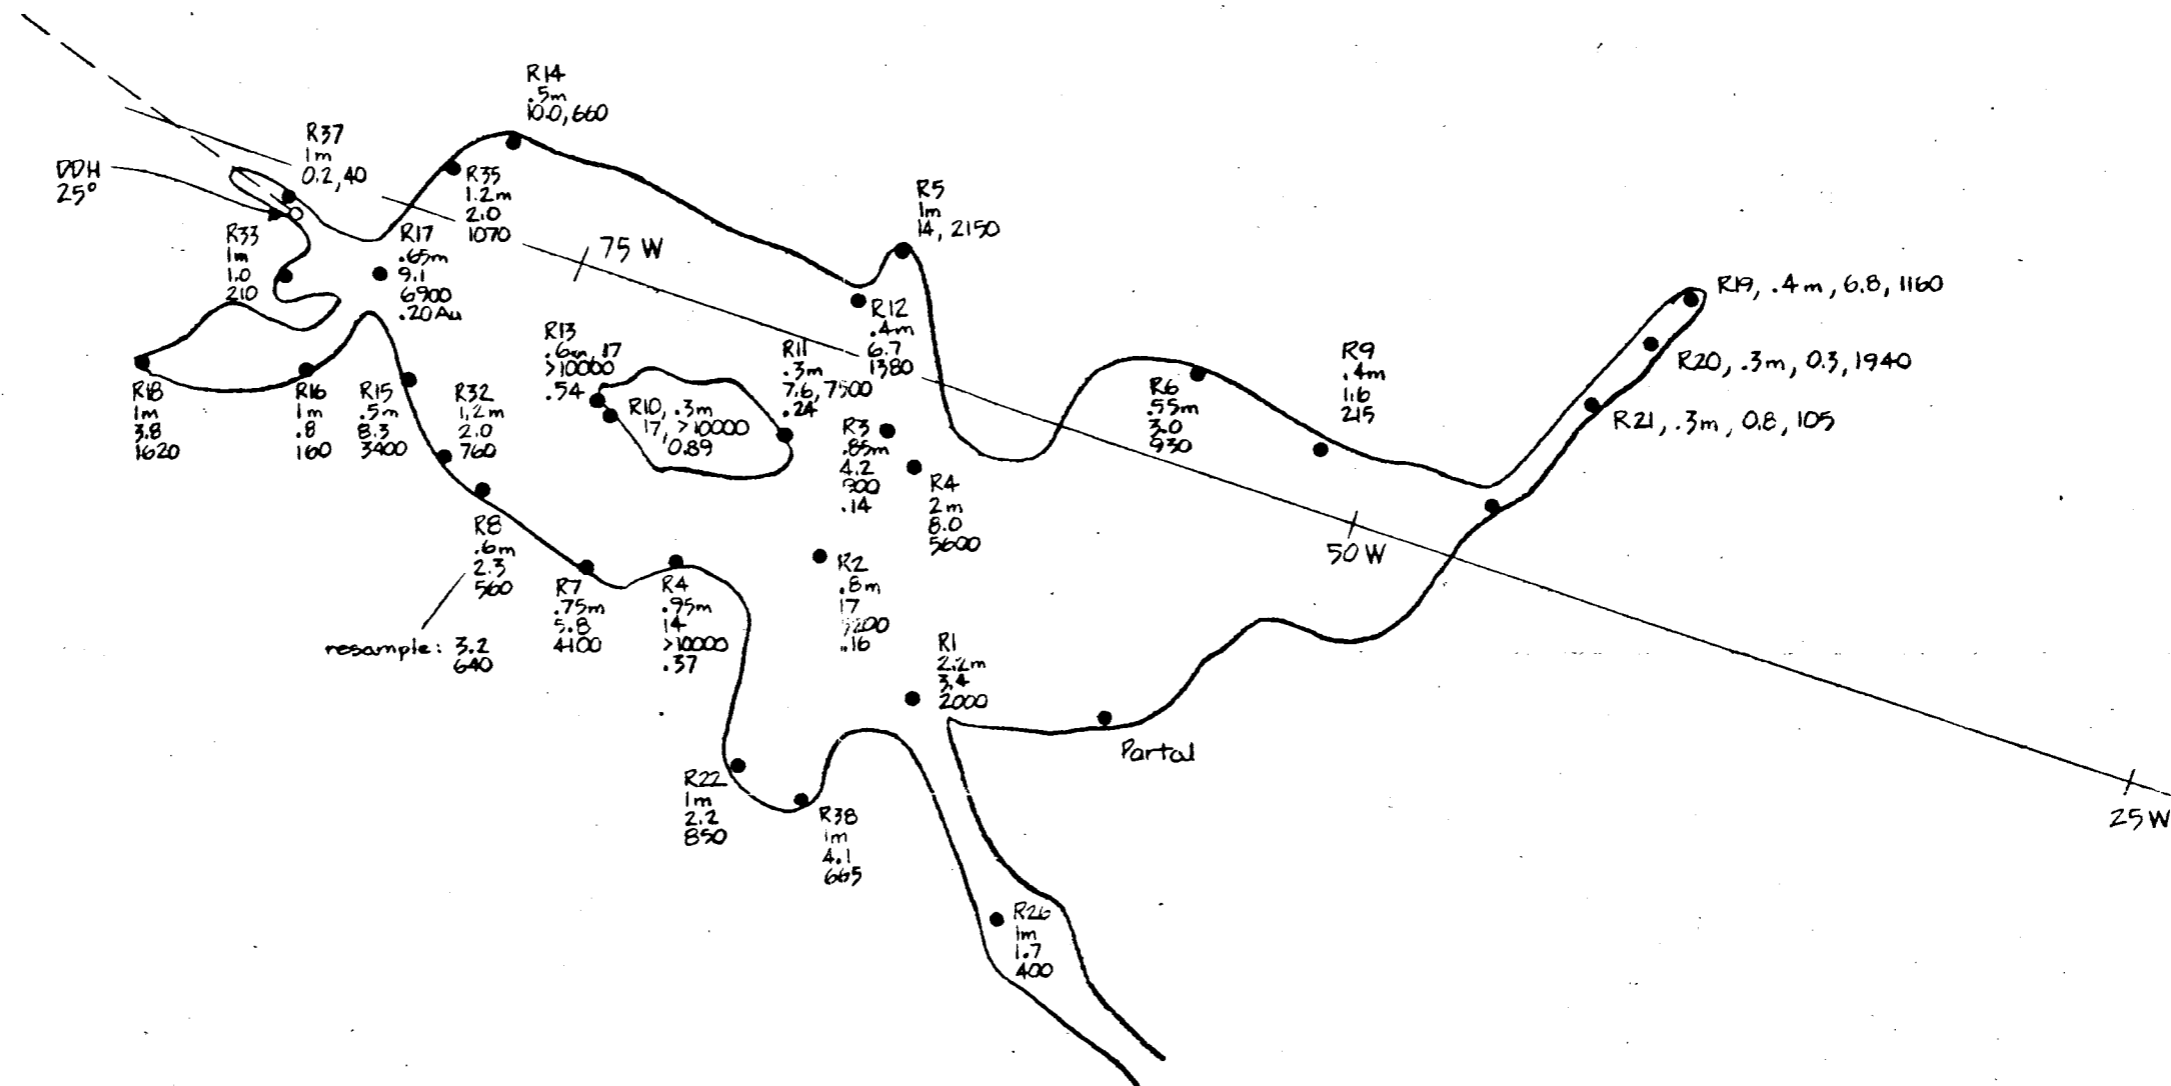 R14
.5m
10.0, 660
R37
1m
0.2, 40
DDH
25°
R35
1.2m
2.0
1070
R5
1m
14, 2150
R33
1m
1.0
210
R17
.65m
9.1
6900
.20 Au
75 W
R19, .4m, 6.8, 1160
R20, .3m, 0.3, 1940
R21, .3m, 0.8, 105
R12
.4m
6.7
1380
R13
.6m, 17
>10000
.54
R11
.3m
7.6, 7500
.24
R9
.4m
1.6
215
R6
.55m
3.0
930
R18
1m
3.8
1620
R16
1m
.8
160
R15
.5m
8.3
3400
R32
1.2m
2.0
760
R10, .3m
17, >10000
0.89
R3
.85m
4.2
900
.14
R4
2m
8.0
5600
R8
.6m
2.3
560
resample: 3.2
640
R7
.75m
5.8
4100
R4
.95m
14
>10000
.37
R2
.8m
17
.16
50 W
R1
2.2m
3.4
2000
Partal
R22
1m
2.2
850
R38
1m
4.1
665
25 W
R26
1m
1.7
400